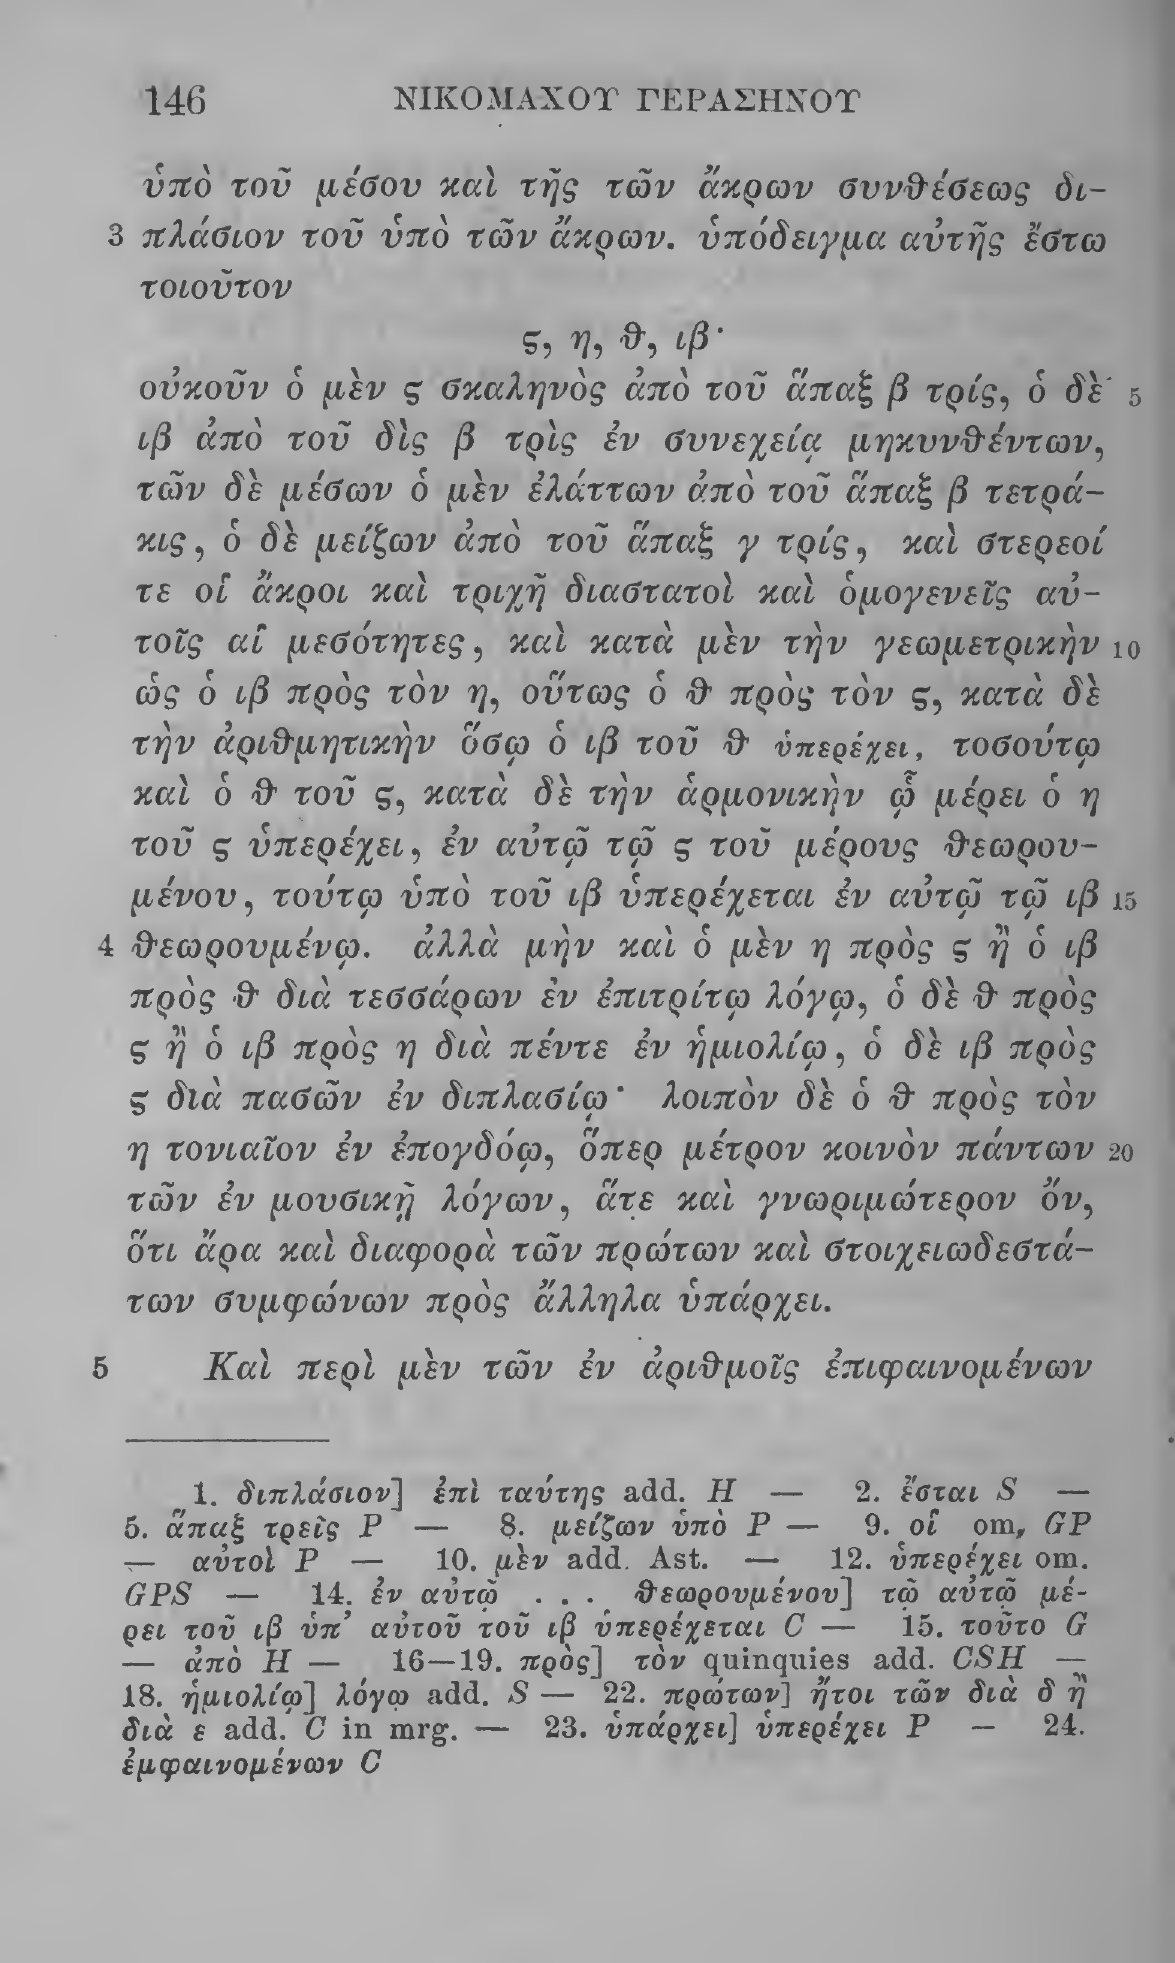 146 ΝΙΚΟΜΑΧΟΥ ΓΕΡΑΣΗΝΟΥ
ὑπὸ τοῦ μέσου καὶ τῆς τῶν ἄκρων συνθέσεως δι-
3 πλάσιον τοῦ ὑπὸ τῶν ἄκρων. ὑπόδειγμα αὐτῆς ἔστω
τοιοῦτον
ϛ, η, θ, ιβ·
οὐκοῦν ὁ μὲν ϛ σκαληνὸς ἀπὸ τοῦ ἅπαξ β τρίς, ὁ δὲ 5
ιβ ἀπὸ τοῦ δὶς β τρὶς ἐν συνεχείᾳ μηκυνθέντων,
τῶν δὲ μέσων ὁ μὲν ἐλάττων ἀπὸ τοῦ ἅπαξ β τετρά-
κις, ὁ δὲ μείζων ἀπὸ τοῦ ἅπαξ γ τρίς, καὶ στερεοί
τε οἱ ἄκροι καὶ τριχῆ διαστατοὶ καὶ ὁμογενεῖς αὐ-
τοῖς αἱ μεσότητες, καὶ κατὰ μὲν τὴν γεωμετρικὴν 10
ὡς ὁ ιβ πρὸς τὸν η, οὕτως ὁ θ πρὸς τὸν ϛ, κατὰ δὲ
τὴν ἀριθμητικὴν ὅσῳ ὁ ιβ τοῦ θ ὑπερέχει, τοσούτῳ
καὶ ὁ θ τοῦ ϛ, κατὰ δὲ τὴν ἁρμονικὴν ᾧ μέρει ὁ η
τοῦ ϛ ὑπερέχει, ἐν αὐτῷ τῷ ϛ τοῦ μέρους θεωρου-
μένου, τούτῳ ὑπὸ τοῦ ιβ ὑπερέχεται ἐν αὐτῷ τῷ ιβ 15
4 θεωρουμένῳ. ἀλλὰ μὴν καὶ ὁ μὲν η πρὸς ϛ ἢ ὁ ιβ
πρὸς θ διὰ τεσσάρων ἐν ἐπιτρίτῳ λόγῳ, ὁ δὲ θ πρὸς
ϛ ἢ ὁ ιβ πρὸς η διὰ πέντε ἐν ἡμιολίῳ, ὁ δὲ ιβ πρὸς
ϛ διὰ πασῶν ἐν διπλασίῳ· λοιπὸν δὲ ὁ θ πρὸς τὸν
η τονιαῖον ἐν ἐπογδόῳ, ὅπερ μέτρον κοινὸν πάντων 20
τῶν ἐν μουσικῇ λόγων, ἅτε καὶ γνωριμώτερον ὄν,
ὅτι ἄρα καὶ διαφορὰ τῶν πρώτων καὶ στοιχειωδεστά-
των συμφώνων πρὸς ἄλληλα ὑπάρχει.
5 Καὶ περὶ μὲν τῶν ἐν ἀριθμοῖς ἐπιφαινομένων
1. διπλάσιον] ἐπὶ ταύτης add. H — 2. ἔσται S —
5. ἅπαξ τρεῖς P — 8. μείζων ὑπὸ P — 9. οἱ om. GP
— αὐτοὶ P — 10. μὲν add. Ast. — 12. ὑπερέχει om.
GPS — 14. ἐν αὐτῷ . . . θεωρουμένου] τῷ αὐτῷ μέ-
ρει τοῦ ιβ ὑπ’ αὐτοῦ τοῦ ιβ ὑπερέχεται C — 15. τοῦτο G
— ἀπὸ H — 16—19. πρὸς] τὸν quinquies add. CSH —
18. ἡμιολίῳ] λόγῳ add. S — 22. πρώτων] ἤτοι τῶν διὰ δ ἢ
διὰ ε add. C in mrg. — 23. ὑπάρχει] ὑπερέχει P — 24.
ἐμφαινομένων C